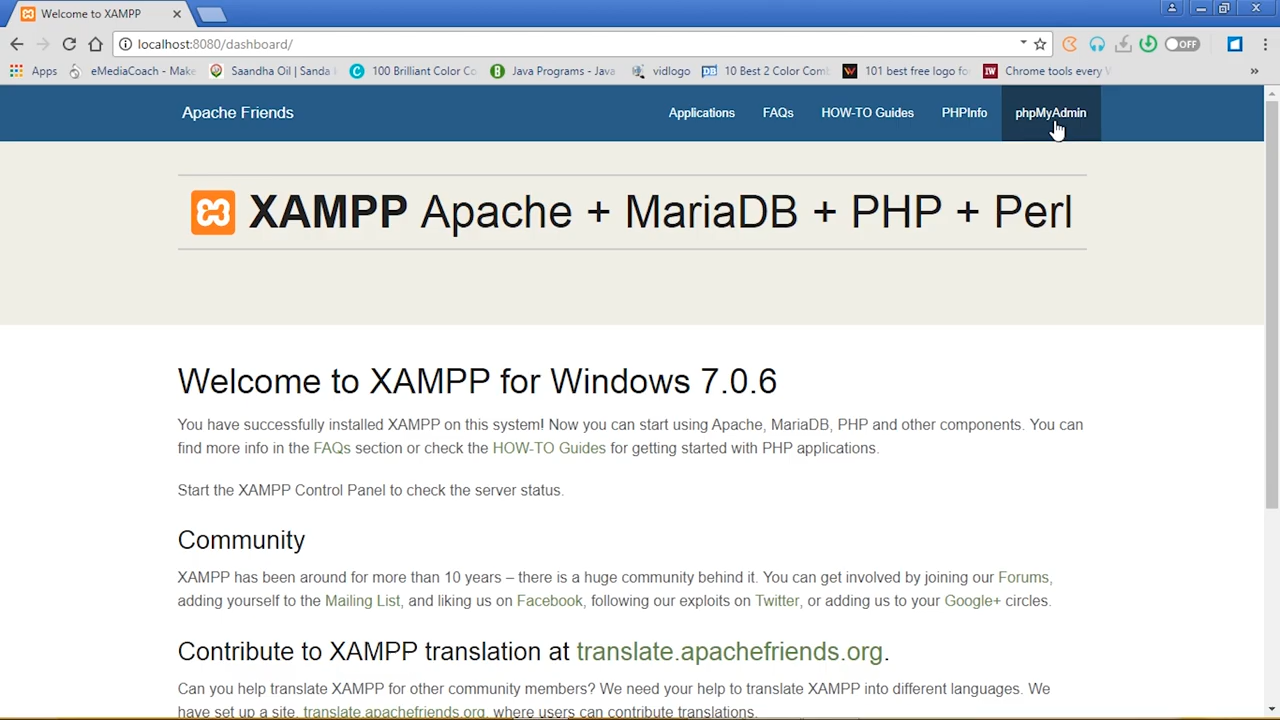 Welcome to XAMPP
localhost:8080/dashboard/
OFF
Apps eMediaCoach - Make Saandha Oil | Sanda 100 Brilliant Color Co Java Programs - Java vidlogo 10 Best 2 Color Comb 101 best free logo fo Chrome tools every W
Apache Friends Applications FAQs HOW-TO Guides PHPInfo phpMyAdmin
XAMPP Apache + MariaDB + PHP + Perl
Welcome to XAMPP for Windows 7.0.6
You have successfully installed XAMPP on this system! Now you can start using Apache, MariaDB, PHP and other components. You can
find more info in the FAQs section or check the HOW-TO Guides for getting started with PHP applications.
Start the XAMPP Control Panel to check the server status.
Community
XAMPP has been around for more than 10 years – there is a huge community behind it. You can get involved by joining our Forums,
adding yourself to the Mailing List, and liking us on Facebook, following our exploits on Twitter, or adding us to your Google+ circles.
Contribute to XAMPP translation at translate.apachefriends.org.
Can you help translate XAMPP for other community members? We need your help to translate XAMPP into different languages. We
have set up a site, translate.apachefriends.org, where users can contribute translations.